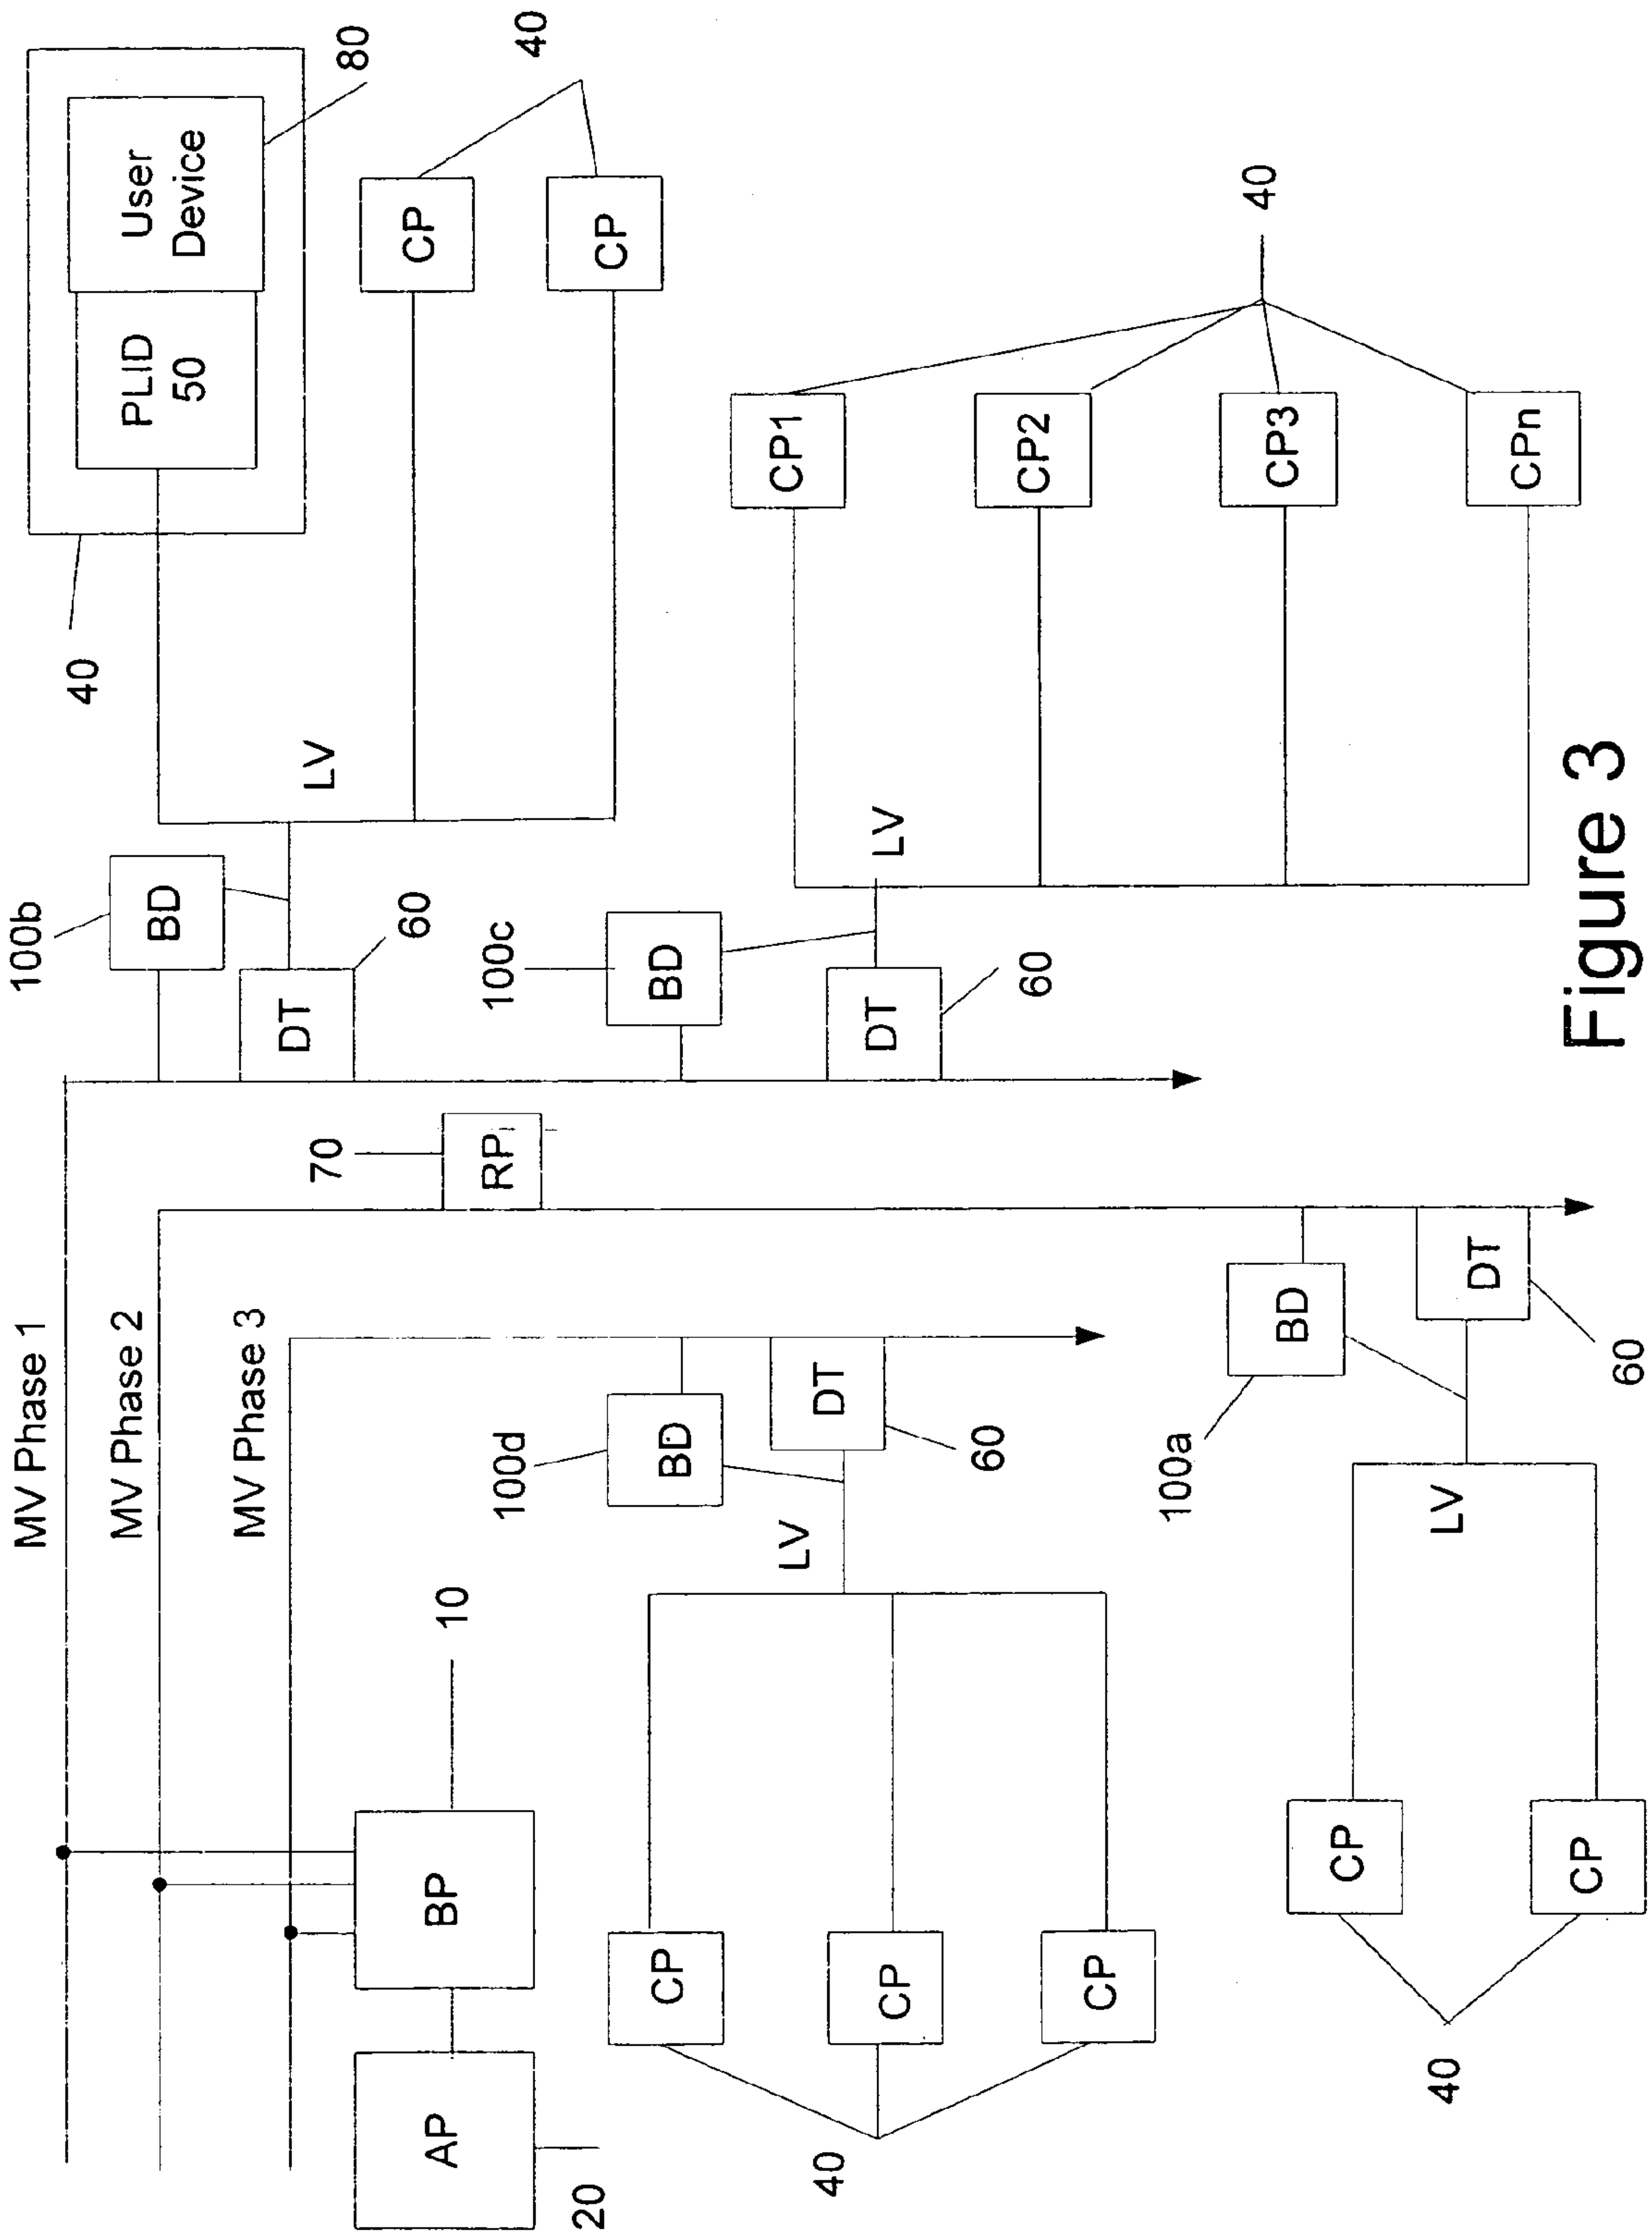 MV Phase 1
MV Phase 2
MV Phase 3
AP
20
BP
10
100b
BD
DT
60
LV
40
PLID
50
User
Device
80
CP
CP
40
70
RP
100c
BD
DT
60
LV
CP1
CP2
CP3
CPn
40
100d
BD
DT
60
LV
CP
CP
CP
40
100a
BD
DT
60
LV
CP
CP
40
Figure 3